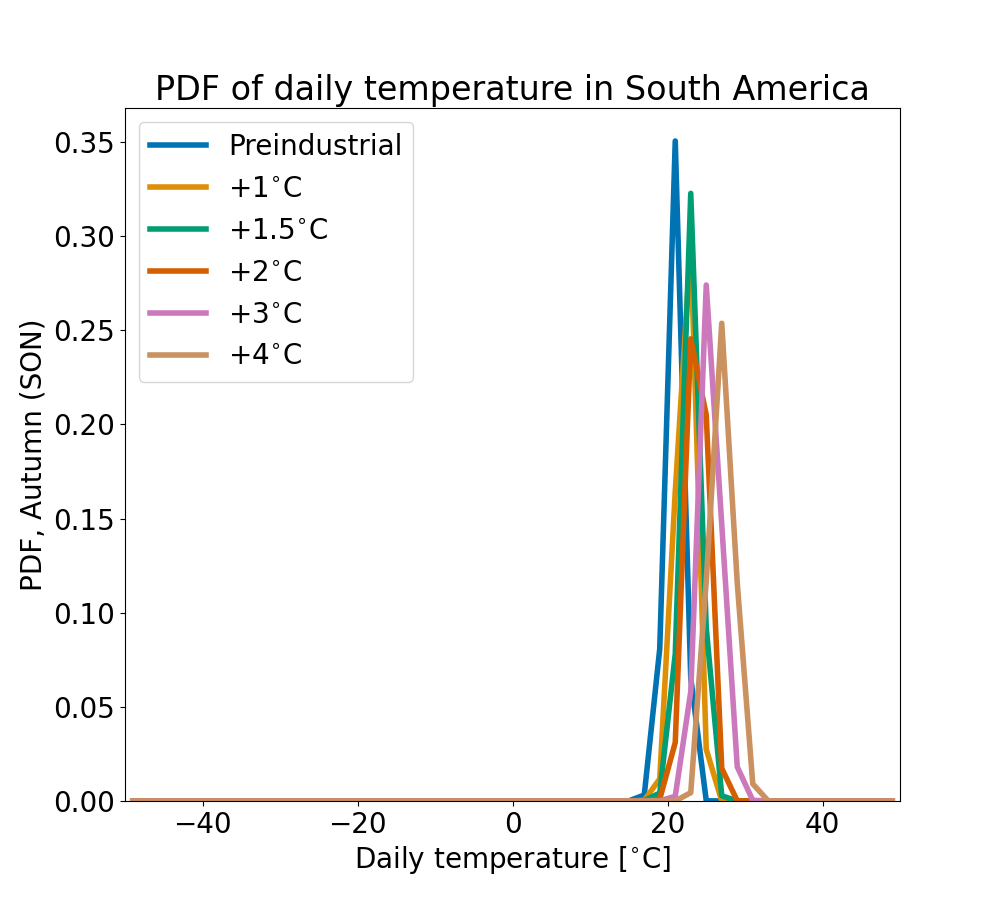 PDF of daily temperature in South America
PDF, Autumn (SON)
0.35
0.30
0.25
0.20
0.15
0.10
0.05
0.00
Preindustrial
+1°C
+1.5°C
+2°C
+3°C
+4°C
−40
−20
0
20
40
Daily temperature [°C]